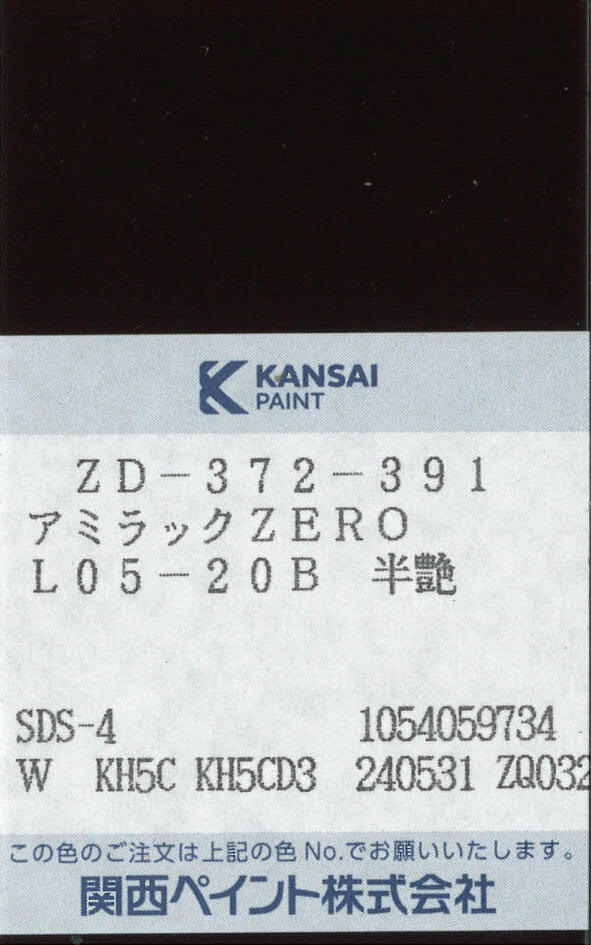 KANSAI
PAINT
ZD-372-391
アミラックZERO
L05-20B 半艶
SDS-4 1054059734
W KH5C KH5CD3 240531 ZQ032
この色のご注文は上記の色No.でお願いいたします。
関西ペイント株式会社